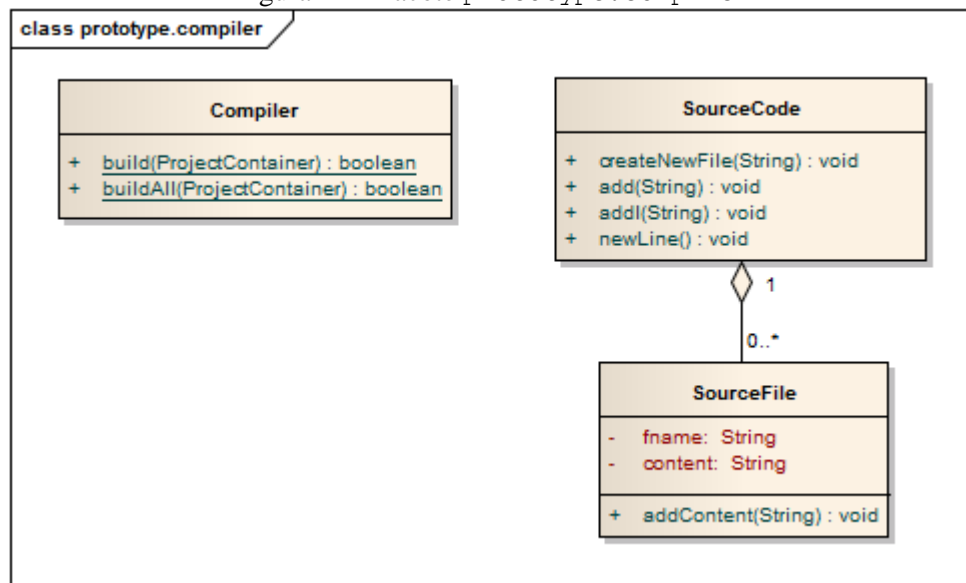 class prototype.compiler
Compiler
+ build(ProjectContainer) : boolean
+ buildAll(ProjectContainer) : boolean
SourceCode
+ createNewFile(String) : void
+ add(String) : void
+ addl(String) : void
+ newLine() : void
1
0..*
SourceFile
- fname: String
- content: String
+ addContent(String) : void